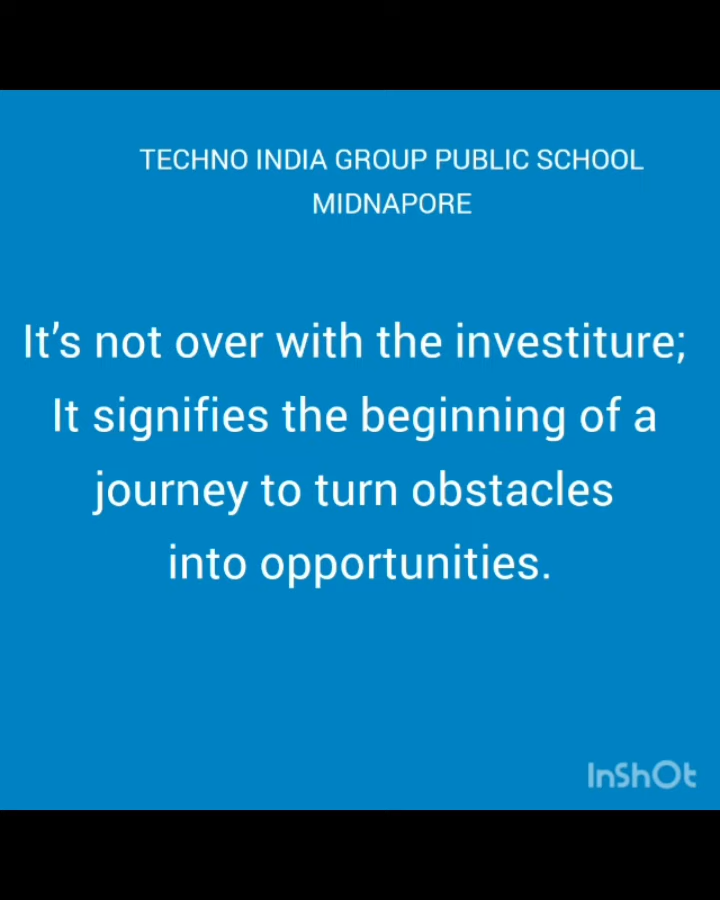 TECHNO INDIA GROUP PUBLIC SCHOOL
MIDNAPORE
It's not over with the investiture;
It signifies the beginning of a
journey to turn obstacles
into opportunities.
InShOt